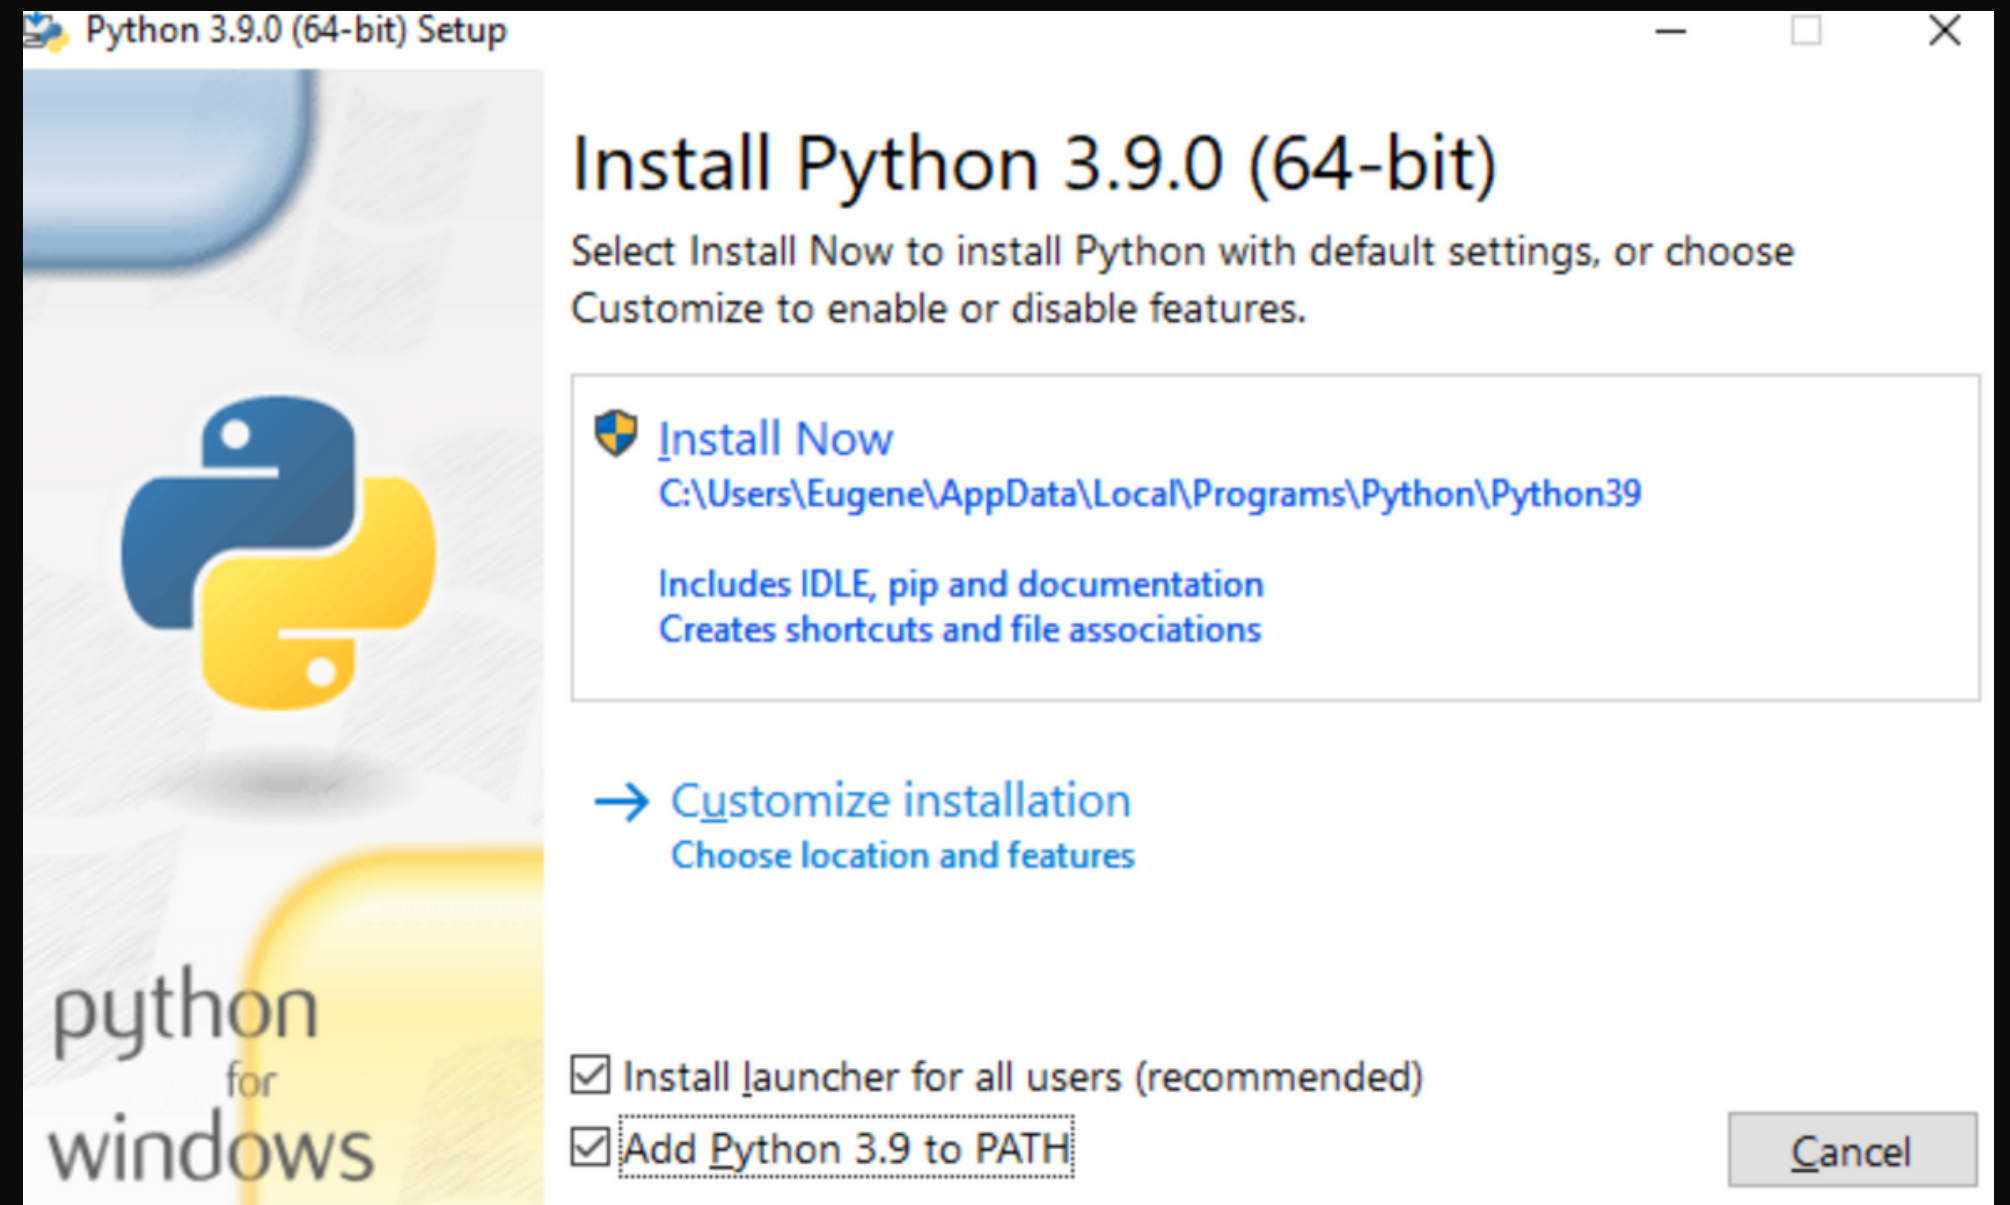 Python 3.9.0 (64-bit) Setup
Install Python 3.9.0 (64-bit)
Select Install Now to install Python with default settings, or choose
Customize to enable or disable features.
Install Now
C:\Users\Eugene\AppData\Local\Programs\Python\Python39
Includes IDLE, pip and documentation
Creates shortcuts and file associations
Customize installation
Choose location and features
python
for
windows
Install launcher for all users (recommended)
Add Python 3.9 to PATH
Cancel